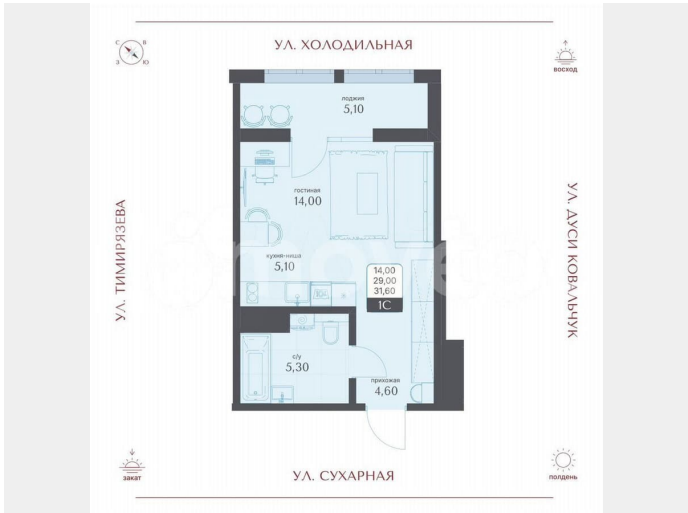 УЛ. ХОЛОДИЛЬНАЯ
С
В
З
Ю
восход
лоджия
5,10
гостиная
14,00
УЛ. ТИМИРЯЗЕВА
УЛ. ДУСИ КОВАЛЬЧУК
кухня-ниша
5,10
14,00
29,00
31,60
1С
с/у
5,30
прихожая
4,60
закат
УЛ. СУХАРНАЯ
полдень